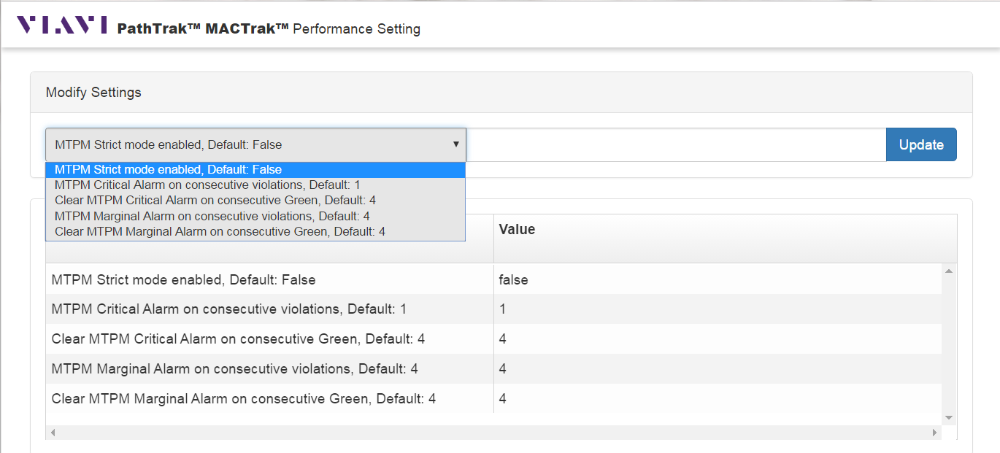 VIAVI PathTrak™ MACTrak™ Performance Setting
Modify Settings
MTPM Strict mode enabled, Default: False
Update
MTPM Strict mode enabled, Default: False
MTPM Critical Alarm on consecutive violations, Default: 1
Clear MTPM Critical Alarm on consecutive Green, Default: 4
MTPM Marginal Alarm on consecutive violations, Default: 4
Clear MTPM Marginal Alarm on consecutive Green, Default: 4
Value
MTPM Strict mode enabled, Default: False false
MTPM Critical Alarm on consecutive violations, Default: 1 1
Clear MTPM Critical Alarm on consecutive Green, Default: 4 4
MTPM Marginal Alarm on consecutive violations, Default: 4 4
Clear MTPM Marginal Alarm on consecutive Green, Default: 4 4